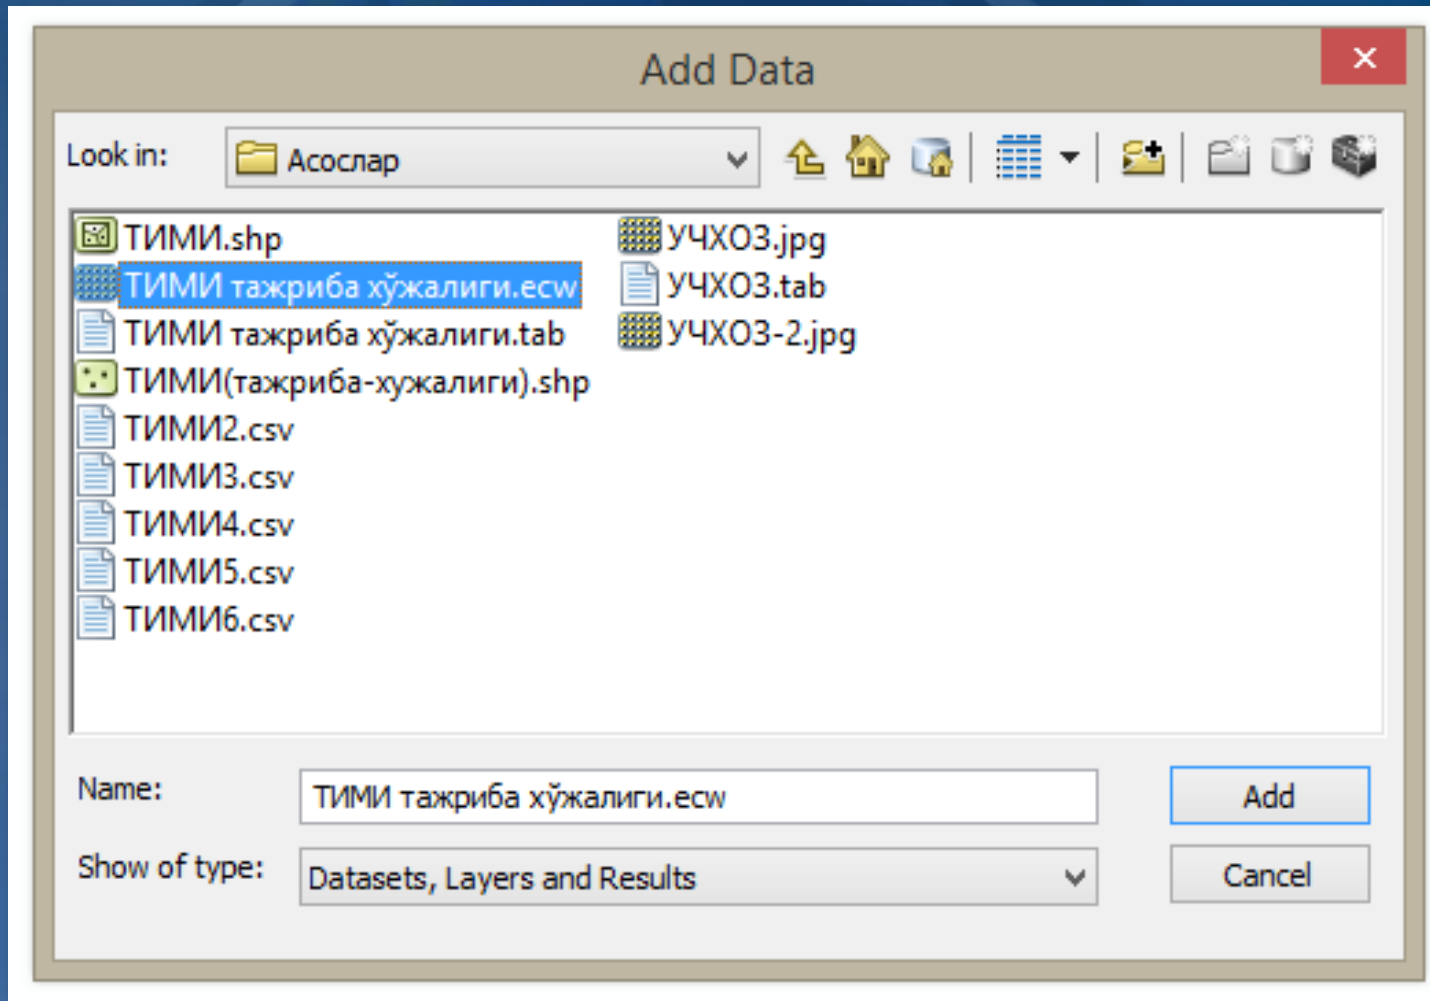 Add Data
Look in:
Асослар
ТИМИ.shp
ТИМИ тажриба хўжалиги.ecw
ТИМИ тажриба хўжалиги.tab
ТИМИ(тажриба-хужалиги).shp
ТИМИ2.csv
ТИМИ3.csv
ТИМИ4.csv
ТИМИ5.csv
ТИМИ6.csv
УЧХОЗ.jpg
УЧХОЗ.tab
УЧХОЗ-2.jpg
Name:
ТИМИ тажриба хўжалиги.ecw
Add
Show of type:
Datasets, Layers and Results
Cancel